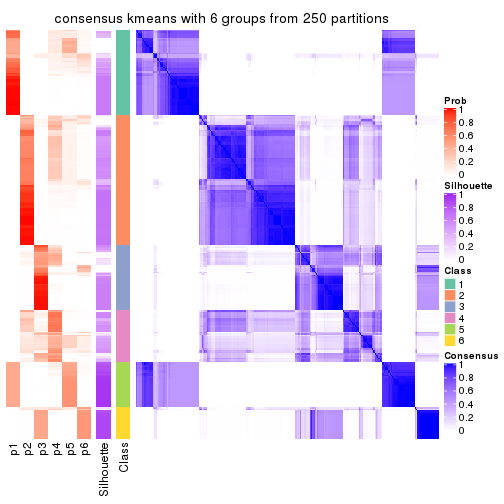 consensus kmeans with 6 groups from 250 partitions
Prob
1
0.8
0.6
0.4
0.2
0
Silhouette
1
0.8
0.6
0.4
0.2
0
Class
1
2
3
4
5
6
Consensus
1
0.8
0.6
0.4
0.2
0
p1
p2
p3
p4
p5
p6
Silhouette
Class